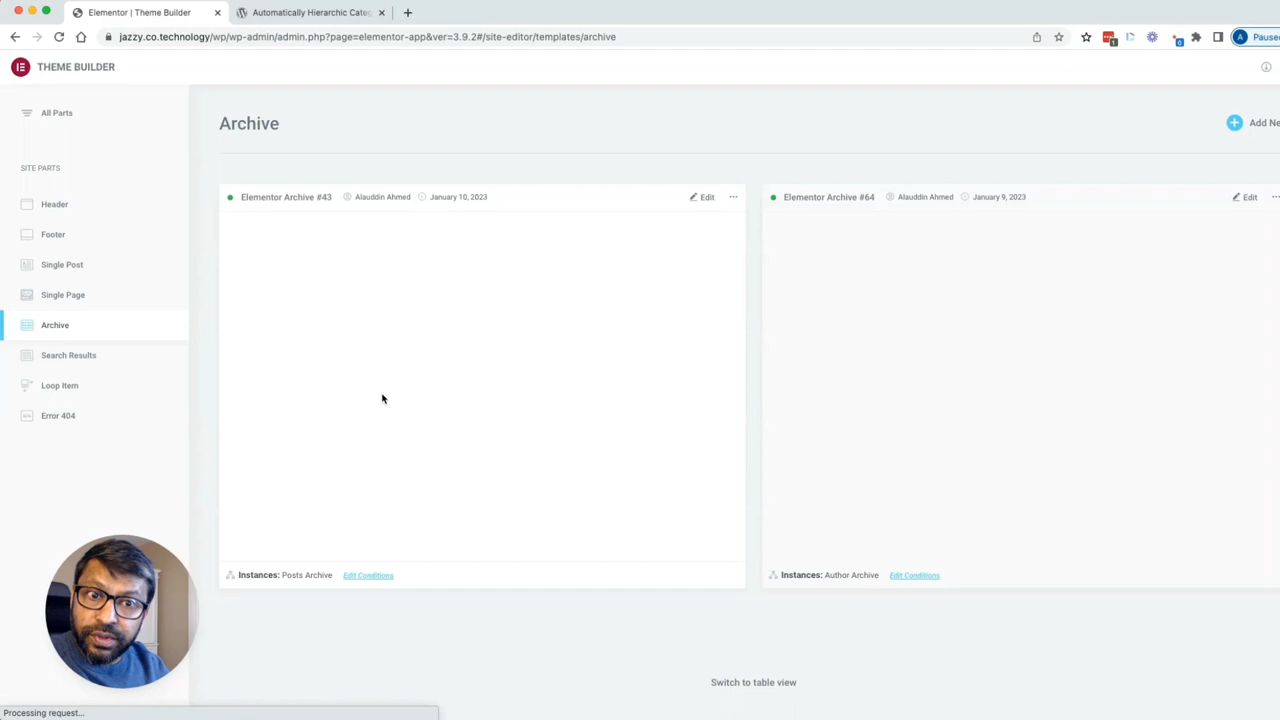 Elementor | Theme Builder
Automatically Hierarchic Categ
jazzy.co.technology/wp/wp-admin/admin.php?page=elementor-app&ver=3.9.2#/site-editor/templates/archive
1
6
A Paused
THEME BUILDER
All Parts
SITE PARTS
Header
Footer
Single Post
Single Page
Archive
Search Results
Loop Item
Error 404
Archive
Add Ne
Elementor Archive #43 Alauddin Ahmed January 10, 2023 Edit
Instances: Posts Archive Edit Conditions
Elementor Archive #64 Alauddin Ahmed January 9, 2023 Edit
Instances: Author Archive Edit Conditions
Switch to table view
Processing request...